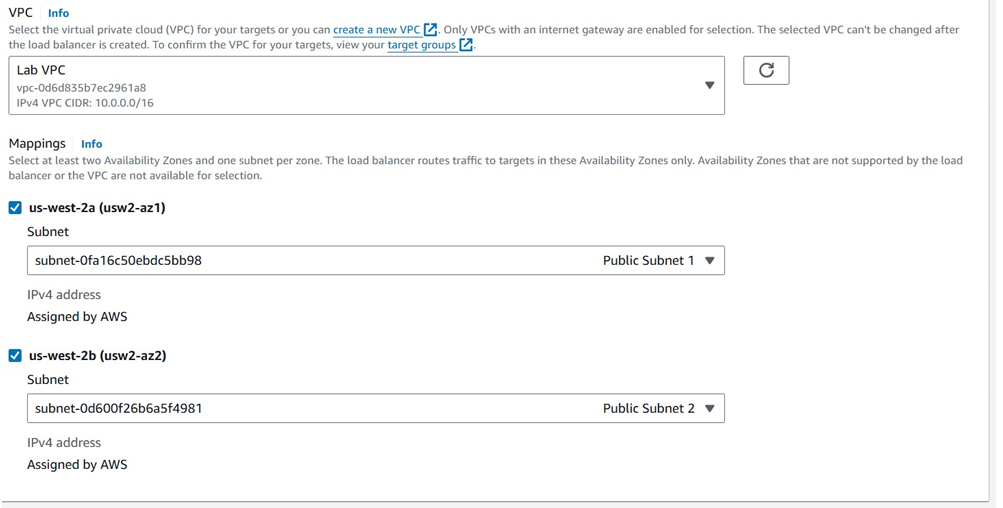 VPC Info
Select the virtual private cloud (VPC) for your targets or you can create a new VPC. Only VPCs with an internet gateway are enabled for selection. The selected VPC can't be changed after
the load balancer is created. To confirm the VPC for your targets, view your target groups.
Lab VPC
vpc-0d6d835b7ec2961a8
IPv4 VPC CIDR: 10.0.0.0/16
Mappings Info
Select at least two Availability Zones and one subnet per zone. The load balancer routes traffic to targets in these Availability Zones only. Availability Zones that are not supported by the load
balancer or the VPC are not available for selection.
us-west-2a (usw2-az1)
Subnet
subnet-0fa16c50ebdc5bb98 Public Subnet 1
IPv4 address
Assigned by AWS
us-west-2b (usw2-az2)
Subnet
subnet-0d600f26b6a5f4981 Public Subnet 2
IPv4 address
Assigned by AWS